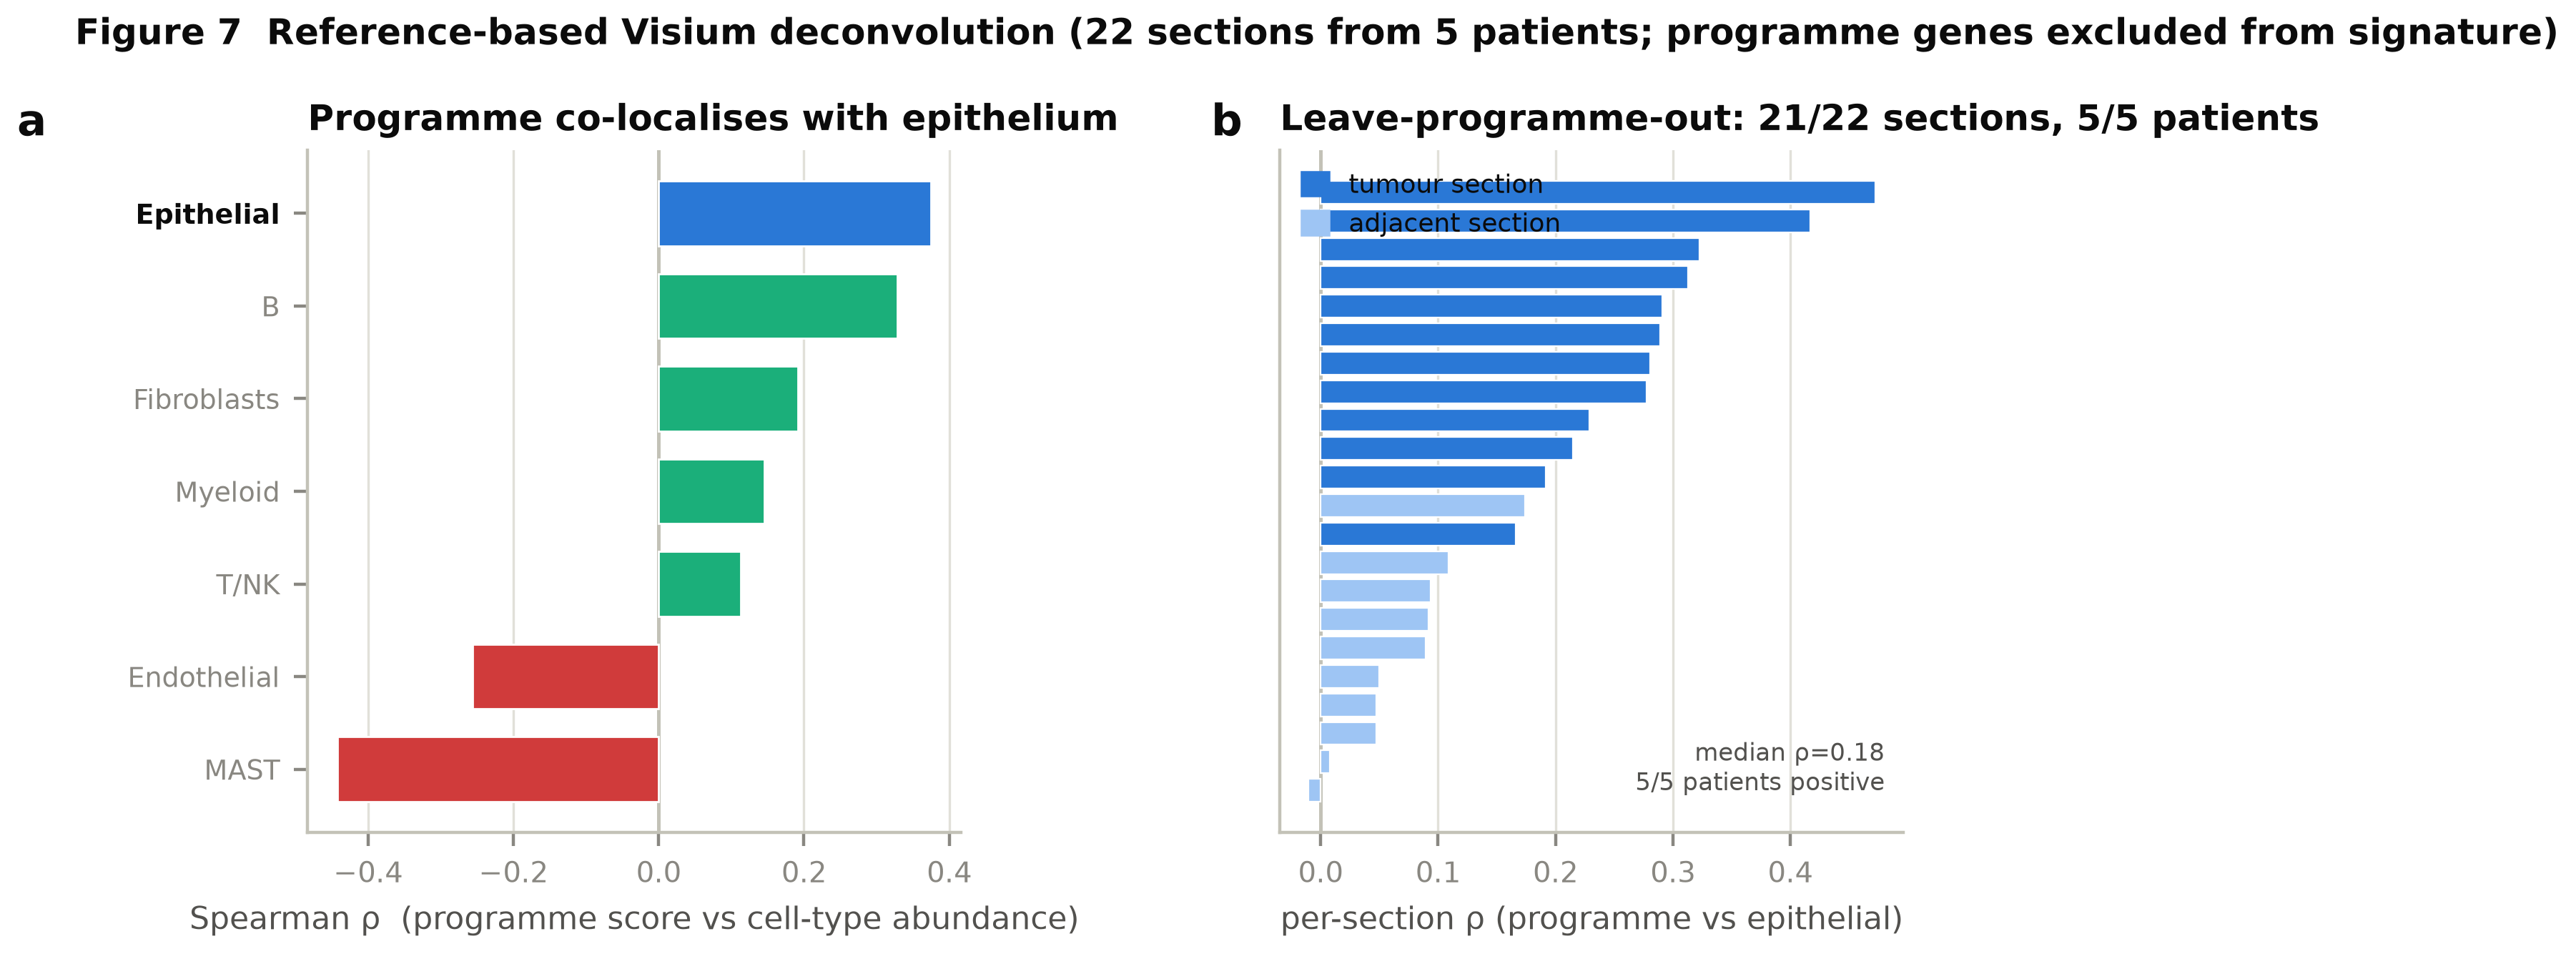 Figure 7  Reference-based Visium deconvolution (22 sections from 5 patients; programme genes excluded from signature)
a
Programme co-localises with epithelium
Epithelial
B
Fibroblasts
Myeloid
T/NK
Endothelial
MAST
−0.4
−0.2
0.0
0.2
0.4
Spearman ρ  (programme score vs cell-type abundance)
b
Leave-programme-out: 21/22 sections, 5/5 patients
tumour section
adjacent section
median ρ=0.18
5/5 patients positive
0.0
0.1
0.2
0.3
0.4
per-section ρ (programme vs epithelial)